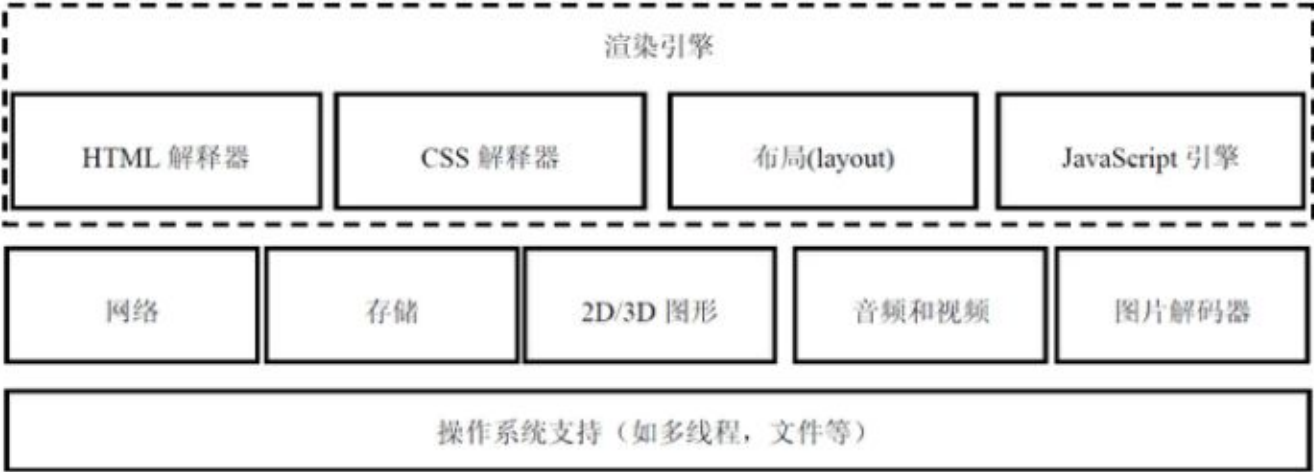 渲染引擎
HTML 解释器
CSS 解释器
布局(layout)
JavaScript 引擎
网络
存储
2D/3D 图形
音频和视频
图片解码器
操作系统支持（如多线程，文件等）